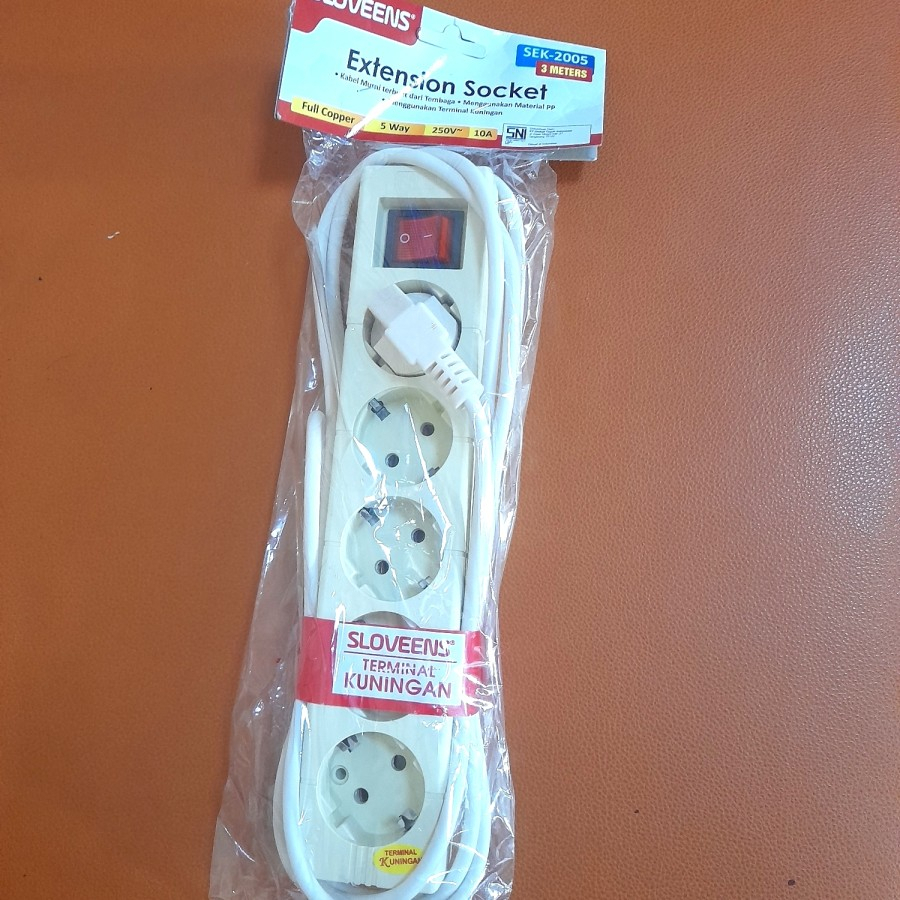 SLOVEENS®
SEK-2005
3 METERS
Extension Socket
• Kabel Murni terbuat dari Tembaga • Menggunakan Material pp
• Menggunakan Terminal Kuningan
Full Copper
5 Way
250V~
10A
SNI
SLOVEENS®
TERMINAL
KUNINGAN
TERMINAL
KUNINGAN